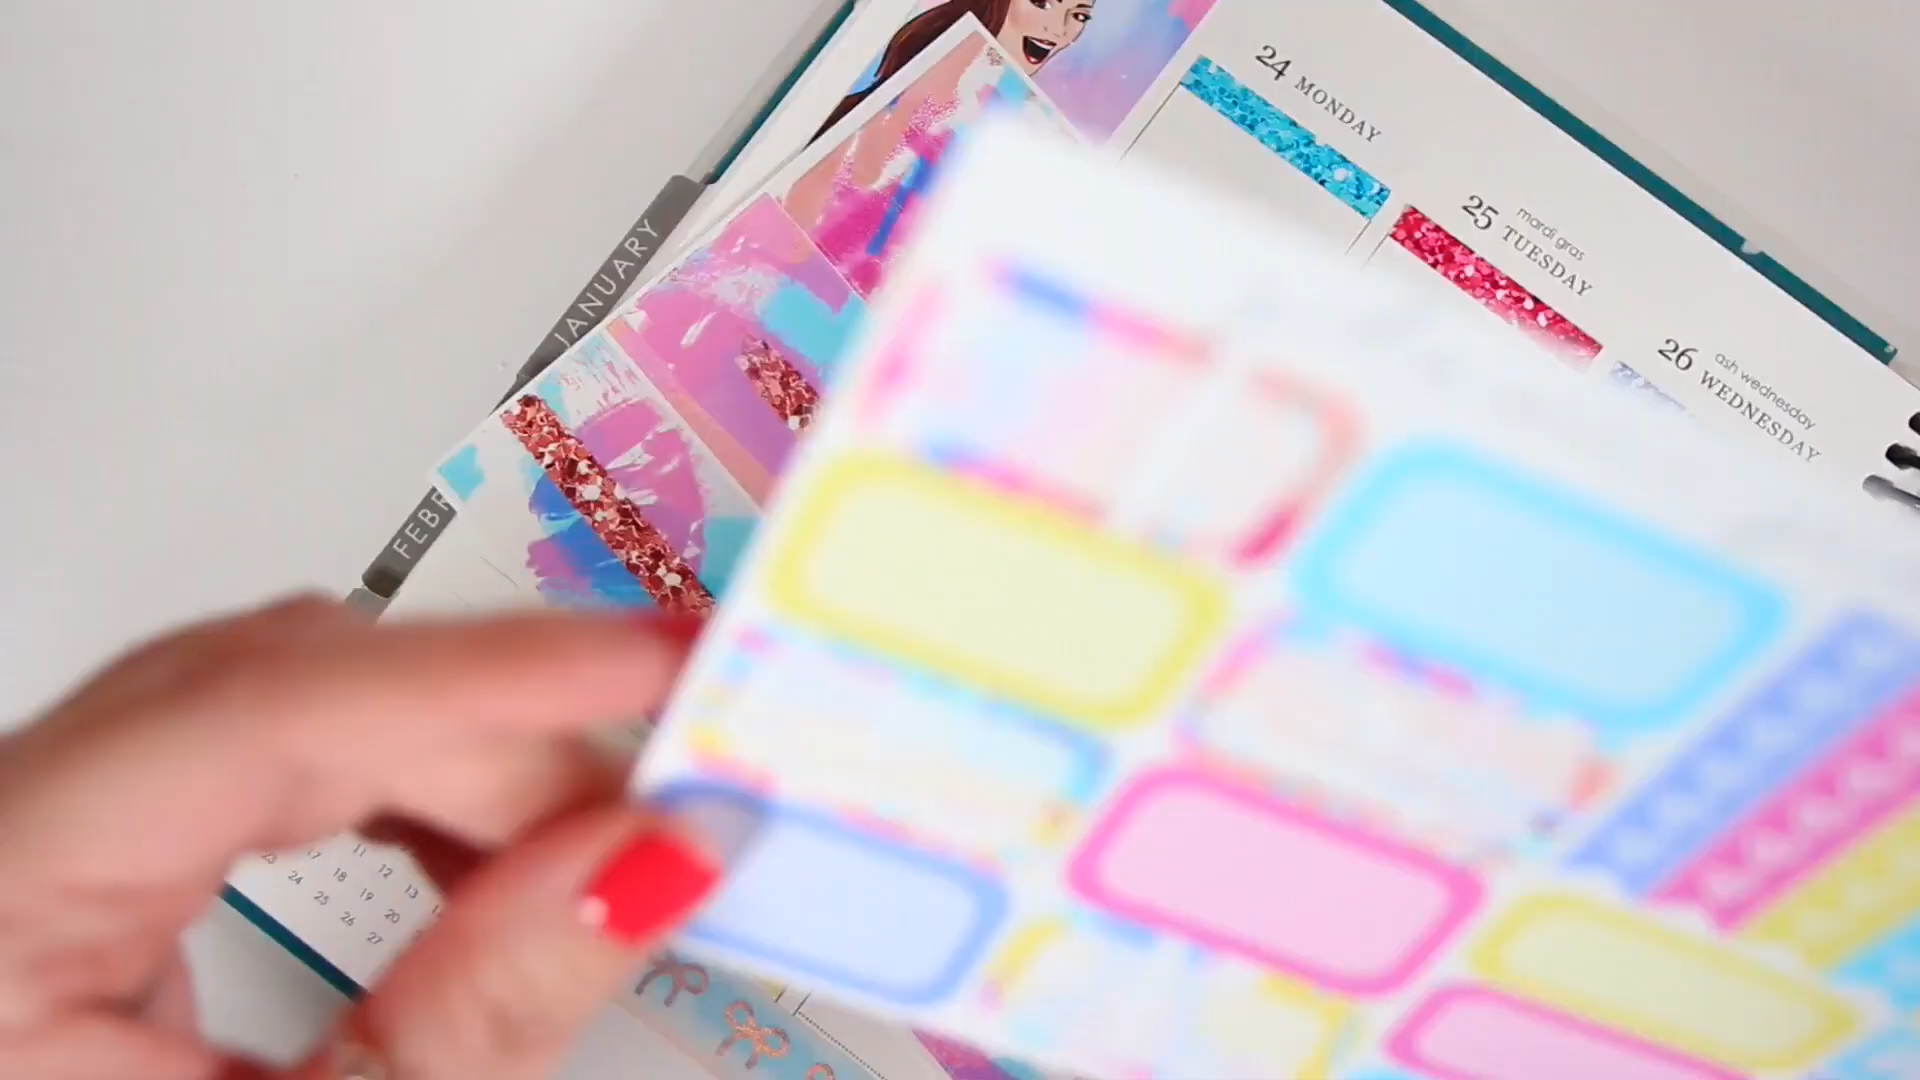 24 MONDAY
mardi gras
25 TUESDAY
ash wednesday
26 WEDNESDAY
JANUARY
FEBR
11 12 13
17 18 19 20
24 25 26 27